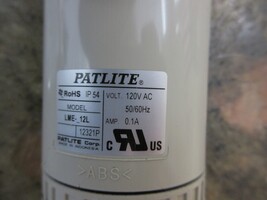 PATLITE®
RoHS IP 54 VOLT. 120V AC
MODEL 50/60Hz
LME-_12L AMP. 0.1A
12321P
PATLITE Corp C US
>ABS<